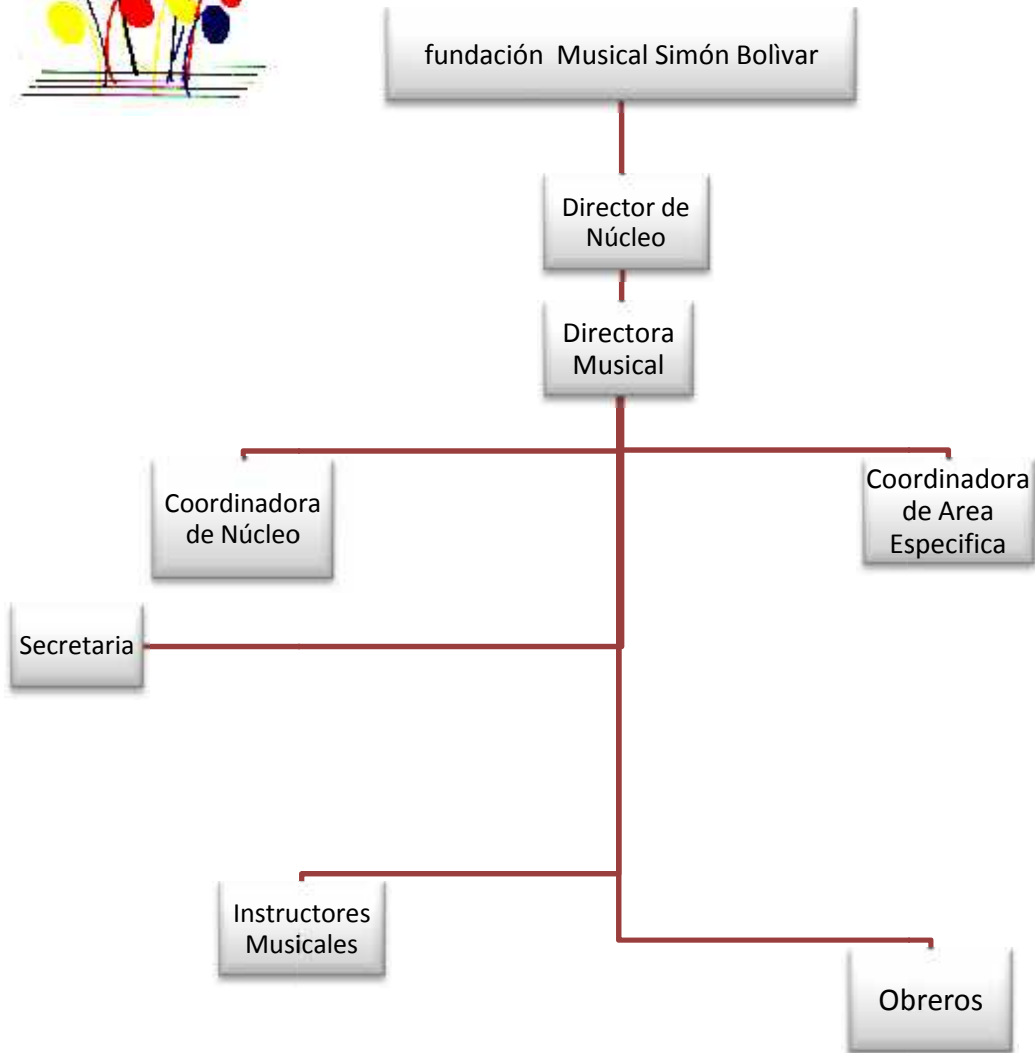 fundación Musical Simón Bolìvar
Director de
Núcleo
Directora
Musical
Coordinadora
de Núcleo
Coordinadora
de Area
Especifica
Secretaria
Instructores
Musicales
Obreros